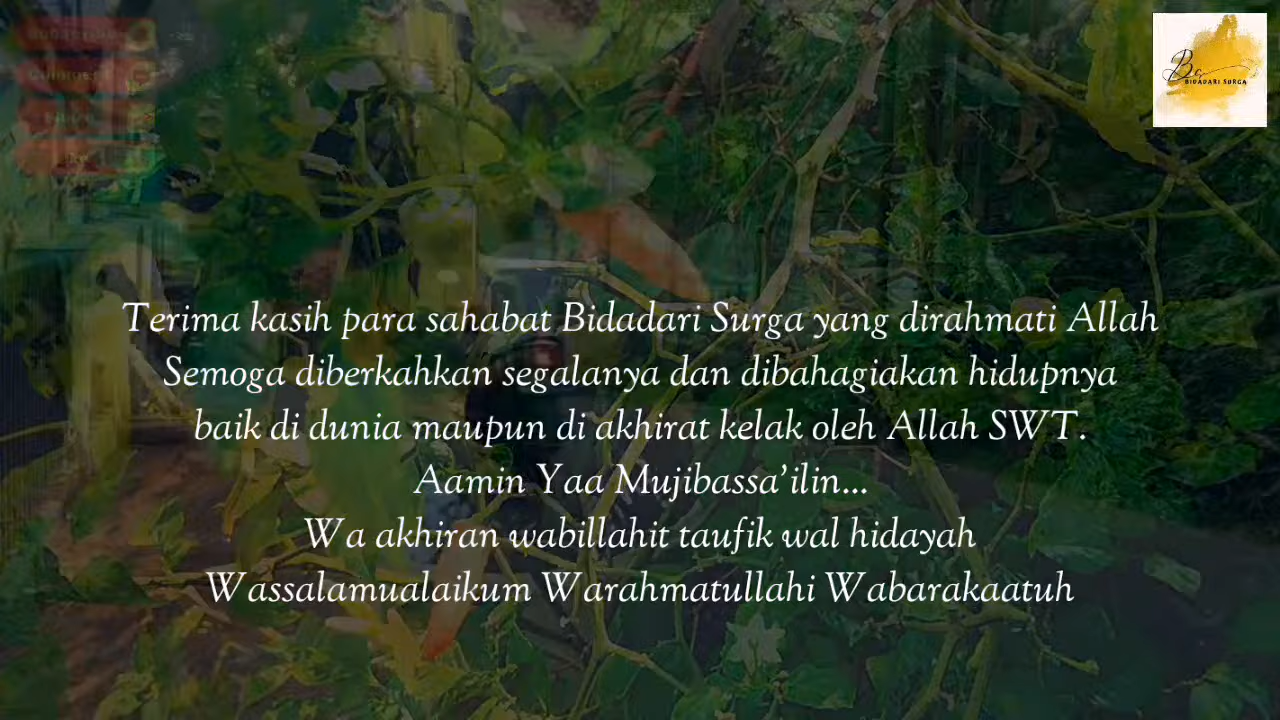 BIDADARI SURGA
Terima kasih para sahabat Bidadari Surga yang dirahmati Allah
Semoga diberkahkan segalanya dan dibahagiakan hidupnya
baik di dunia maupun di akhirat kelak oleh Allah SWT.
Aamin Yaa Mujibassa'ilin...
Wa akhiran wabillahit taufik wal hidayah
Wassalamualaikum Warahmatullahi Wabarakaatuh